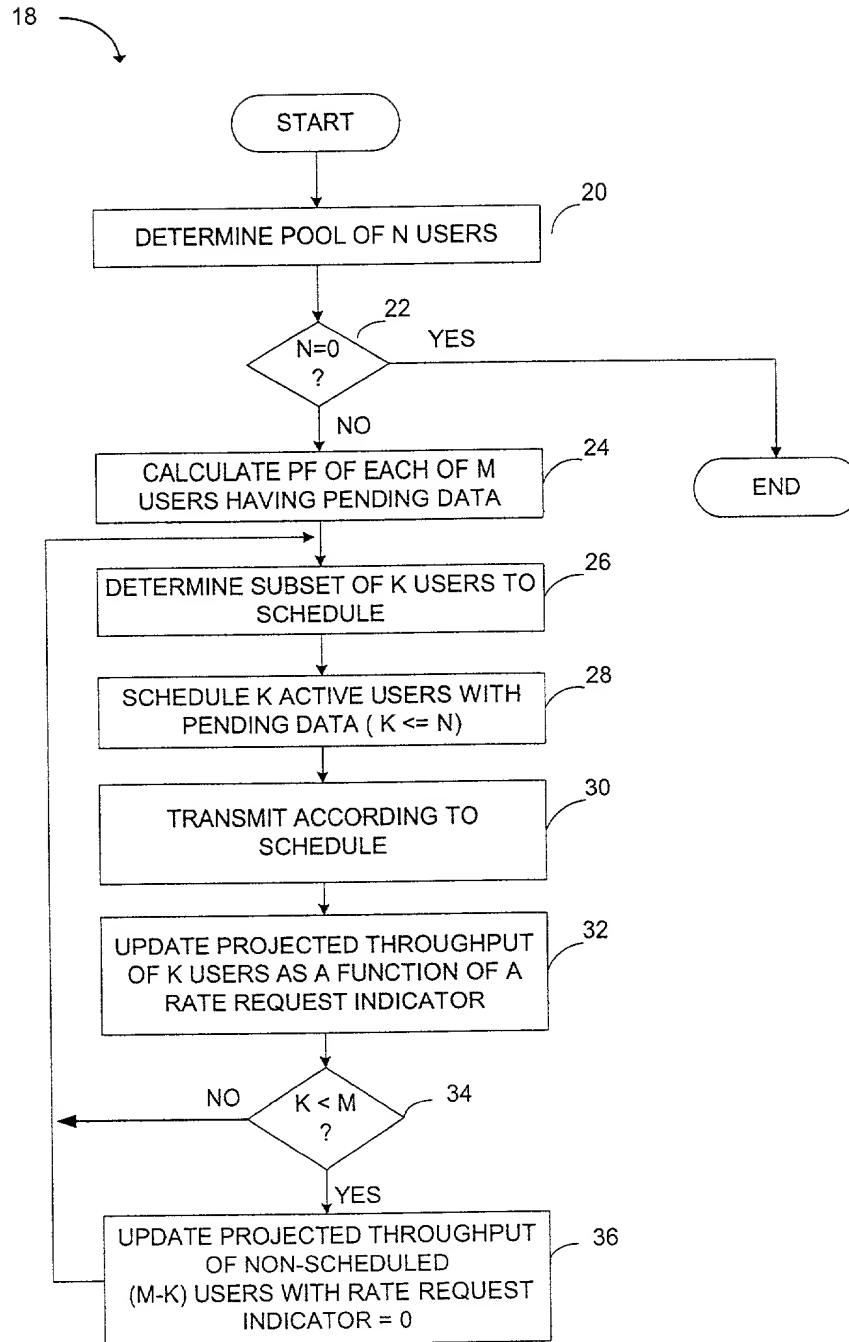 18
START
20
DETERMINE POOL OF N USERS
22
N=0
?
YES
NO
24
CALCULATE PF OF EACH OF M
USERS HAVING PENDING DATA
END
26
DETERMINE SUBSET OF K USERS TO
SCHEDULE
28
SCHEDULE K ACTIVE USERS WITH
PENDING DATA ( K <= N)
30
TRANSMIT ACCORDING TO
SCHEDULE
32
UPDATE PROJECTED THROUGHPUT
OF K USERS AS A FUNCTION OF A
RATE REQUEST INDICATOR
NO
K < M
?
34
YES
UPDATE PROJECTED THROUGHPUT
OF NON-SCHEDULED
(M-K) USERS WITH RATE REQUEST
INDICATOR = 0
36